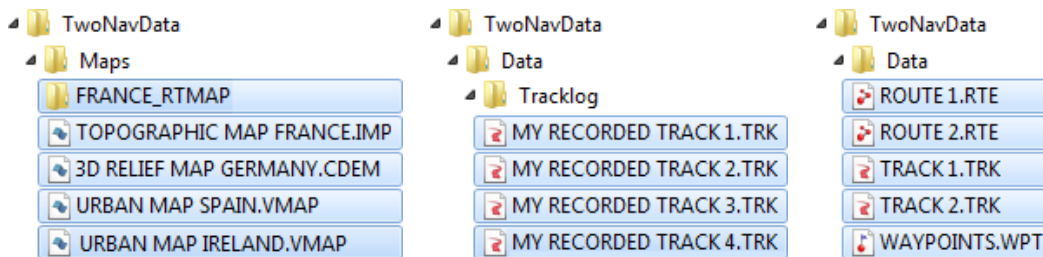 TwoNavData
Maps
FRANCE_RTMAP
TOPOGRAPHIC MAP FRANCE.IMP
3D RELIEF MAP GERMANY.CDEM
URBAN MAP SPAIN.VMAP
URBAN MAP IRELAND.VMAP
TwoNavData
Data
Tracklog
MY RECORDED TRACK 1.TRK
MY RECORDED TRACK 2.TRK
MY RECORDED TRACK 3.TRK
MY RECORDED TRACK 4.TRK
TwoNavData
Data
ROUTE 1.RTE
ROUTE 2.RTE
TRACK 1.TRK
TRACK 2.TRK
WAYPOINTS.WPT